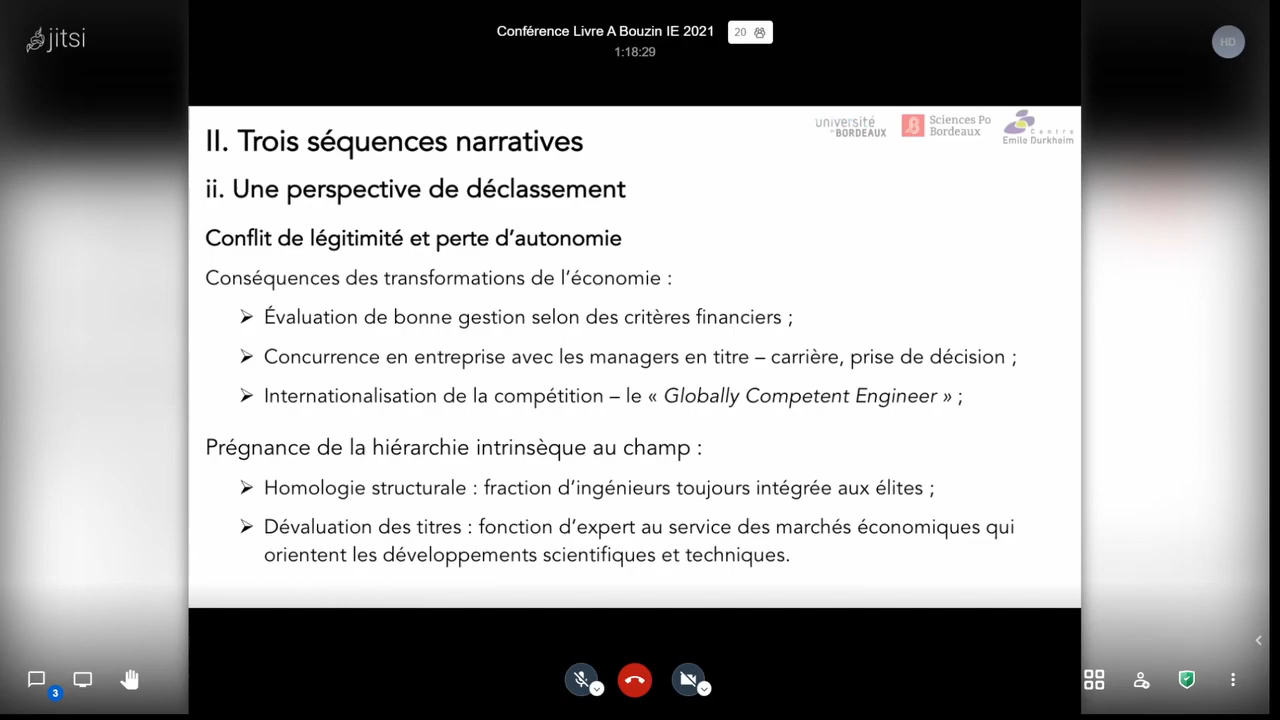 jitsi
Conférence Livre A Bouzin IE 2021
20
1:18:29
HD
université
de BORDEAUX
Sciences Po
Bordeaux
Centre
Emile Durkheim
II. Trois séquences narratives
ii. Une perspective de déclassement
Conflit de légitimité et perte d’autonomie
Conséquences des transformations de l’économie :
➢ Évaluation de bonne gestion selon des critères financiers ;
➢ Concurrence en entreprise avec les managers en titre – carrière, prise de décision ;
➢ Internationalisation de la compétition – le « Globally Competent Engineer » ;
Prégnance de la hiérarchie intrinsèque au champ :
➢ Homologie structurale : fraction d’ingénieurs toujours intégrée aux élites ;
➢ Dévaluation des titres : fonction d’expert au service des marchés économiques qui
orientent les développements scientifiques et techniques.
3